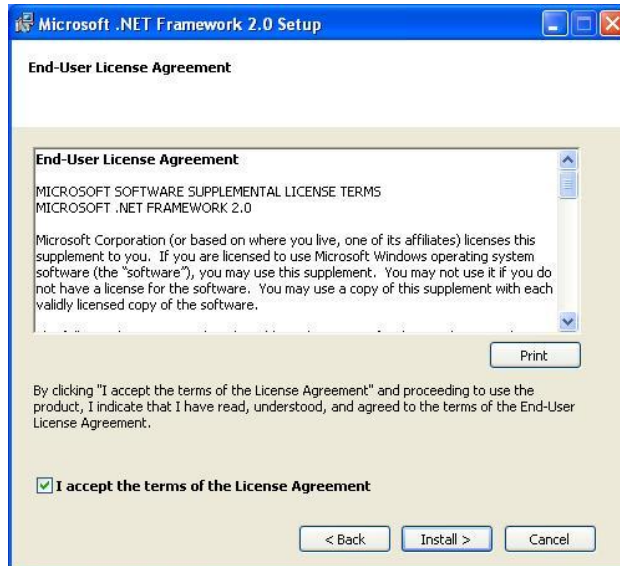 Microsoft .NET Framework 2.0 Setup
End-User License Agreement
End-User License Agreement
MICROSOFT SOFTWARE SUPPLEMENTAL LICENSE TERMS
MICROSOFT .NET FRAMEWORK 2.0
Microsoft Corporation (or based on where you live, one of its affiliates) licenses this
supplement to you.  If you are licensed to use Microsoft Windows operating system
software (the “software”), you may use this supplement.  You may not use it if you do
not have a license for the software.  You may use a copy of this supplement with each
validly licensed copy of the software.
Print
By clicking "I accept the terms of the License Agreement" and proceeding to use the
product, I indicate that I have read, understood, and agreed to the terms of the End-User
License Agreement.
I accept the terms of the License Agreement
< Back
Install >
Cancel